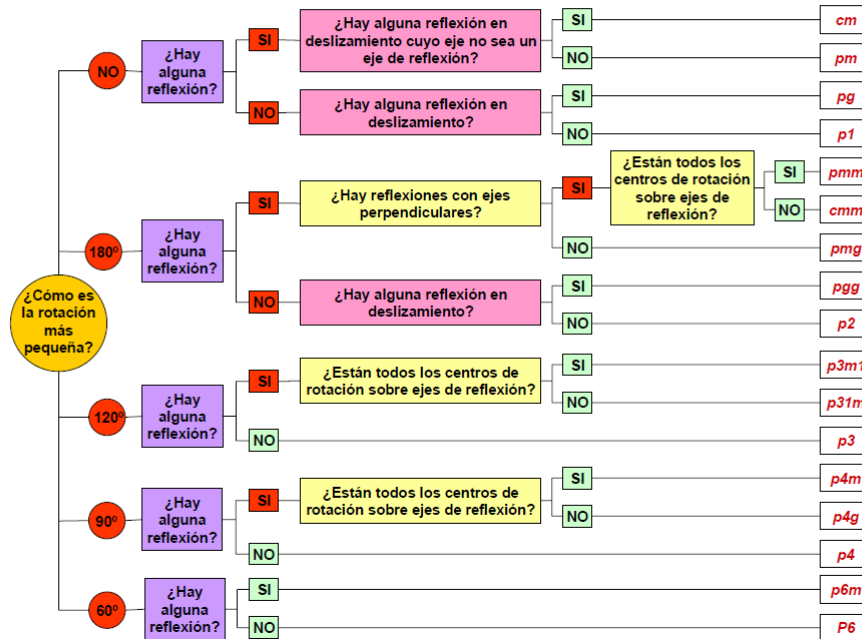 ¿Cómo es
la rotación
más
pequeña?
NO
¿Hay alguna
reflexión?
SI
¿Hay alguna reflexión en
deslizamiento cuyo eje no sea un
eje de reflexión?
SI
cm
NO
pm
NO
¿Hay alguna reflexión en
deslizamiento?
SI
pg
NO
p1
180º
¿Hay
alguna
reflexión?
SI
¿Hay reflexiones con ejes
perpendiculares?
SI
¿Están todos los
centros de
rotación sobre
ejes de
reflexión?
SI
pmm
NO
cmm
NO
pmg
NO
¿Hay alguna reflexión en
deslizamiento?
SI
pgg
NO
p2
120º
¿Hay
alguna
reflexión?
SI
¿Están todos los centros de
rotación sobre ejes de reflexión?
SI
p3m1
NO
p31m
NO
p3
90º
¿Hay
alguna
reflexión?
SI
¿Están todos los centros de
rotación sobre ejes de reflexión?
SI
p4m
NO
p4g
NO
p4
60º
¿Hay
alguna
reflexión?
SI
p6m
NO
P6